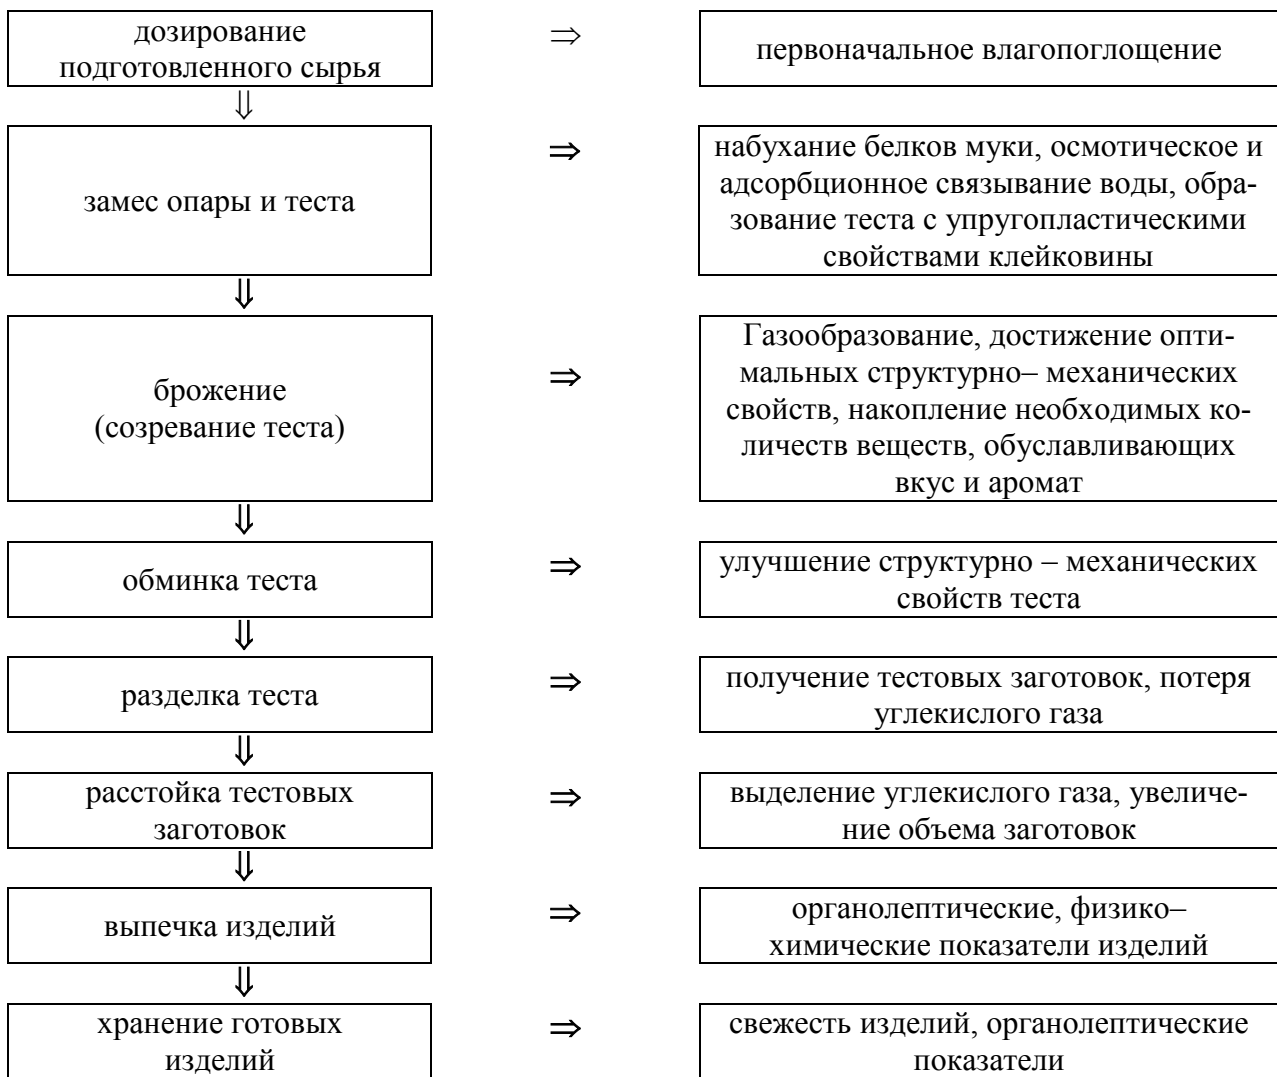 дозирование
подготовленного сырья
⇒
первоначальное влагопоглощение
⇓
замес опары и теста
⇒
набухание белков муки, осмотическое и
адсорбционное связывание воды, обра-
зование теста с упругопластическими
свойствами клейковины
⇓
брожение
(созревание теста)
⇒
Газообразование, достижение опти-
мальных структурно– механических
свойств, накопление необходимых ко-
личеств веществ, обуславливающих
вкус и аромат
⇓
обминка теста
⇒
улучшение структурно – механических
свойств теста
⇓
разделка теста
⇒
получение тестовых заготовок, потеря
углекислого газа
⇓
расстойка тестовых
заготовок
⇒
выделение углекислого газа, увеличе-
ние объема заготовок
⇓
выпечка изделий
⇒
органолептические, физико–
химические показатели изделий
⇓
хранение готовых
изделий
⇒
свежесть изделий, органолептические
показатели